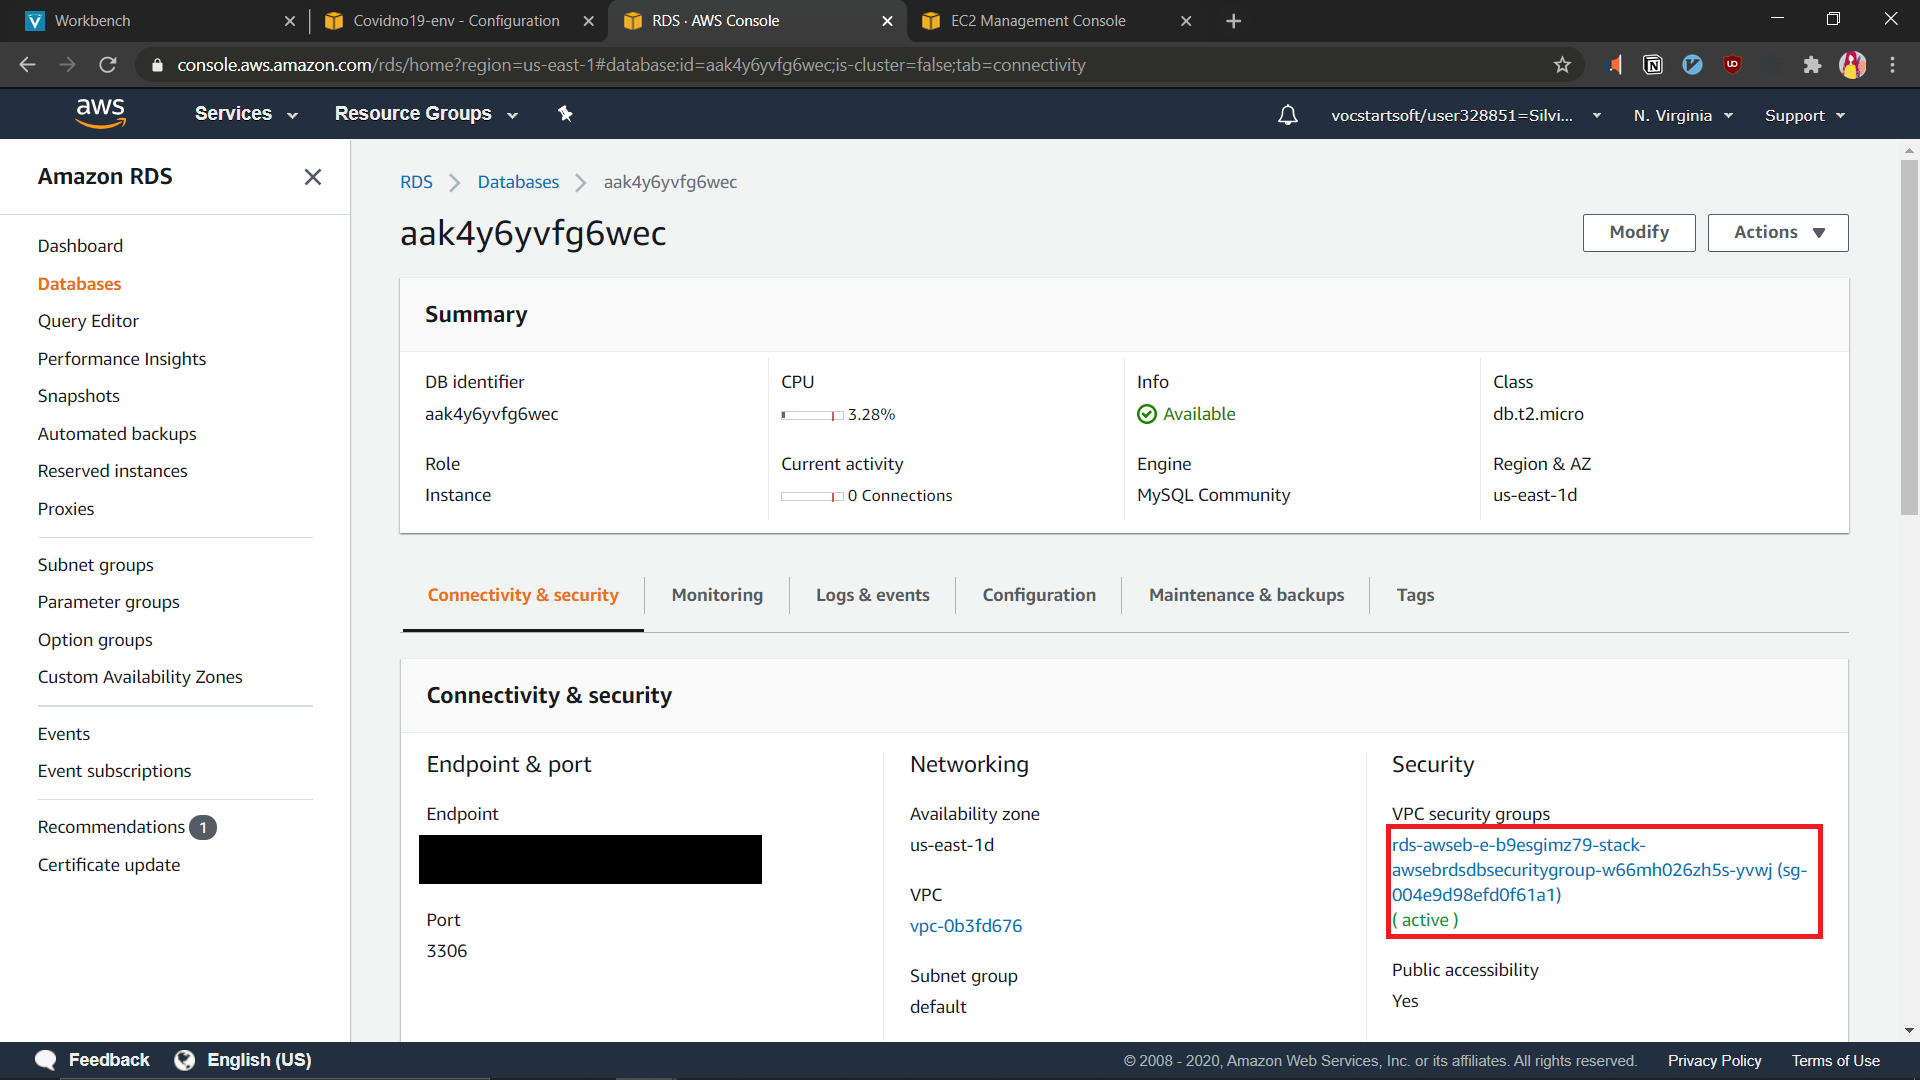 Workbench
Covidno19-env - Configuration
RDS · AWS Console
EC2 Management Console
console.aws.amazon.com/rds/home?region=us-east-1#database:id=aak4y6yvfg6wec;is-cluster=false;tab=connectivity
aws
Services
Resource Groups
vocstartsoft/user328851=Silvi...
N. Virginia
Support
Amazon RDS
Dashboard
Databases
Query Editor
Performance Insights
Snapshots
Automated backups
Reserved instances
Proxies
Subnet groups
Parameter groups
Option groups
Custom Availability Zones
Events
Event subscriptions
Recommendations 1
Certificate update
RDS
Databases
aak4y6yvfg6wec
aak4y6yvfg6wec
Modify
Actions
Summary
DB identifier
aak4y6yvfg6wec
CPU
3.28%
Info
Available
Class
db.t2.micro
Role
Instance
Current activity
0 Connections
Engine
MySQL Community
Region & AZ
us-east-1d
Connectivity & security
Monitoring
Logs & events
Configuration
Maintenance & backups
Tags
Connectivity & security
Endpoint & port
Endpoint
Port
3306
Networking
Availability zone
us-east-1d
VPC
vpc-0b3fd676
Subnet group
default
Security
VPC security groups
rds-awseb-e-b9esgimz79-stack-
awsebrdsdbsecuritygroup-w66mh026zh5s-yvwj (sg-
004e9d98efd0f61a1)
( active )
Public accessibility
Yes
Feedback
English (US)
© 2008 - 2020, Amazon Web Services, Inc. or its affiliates. All rights reserved.
Privacy Policy
Terms of Use